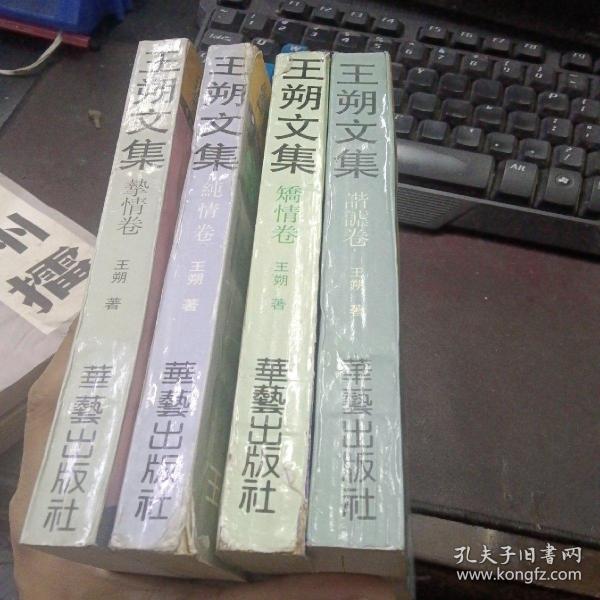 王朔文集
摯情卷
王朔 著
華藝出版社
王朔文集
純情卷
王朔 著
華藝出版社
王朔文集
矯情卷
王朔 著
華藝出版社
王朔文集
諧謔卷
王朔 著
華藝出版社
擂
孔夫子旧书网
www.kongfz.com